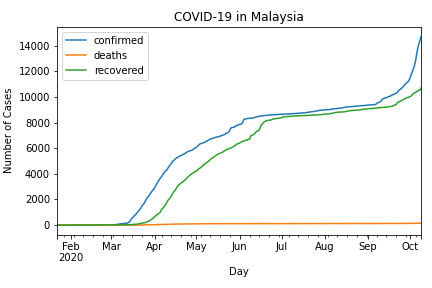 COVID-19 in Malaysia
confirmed
deaths
recovered
Number of Cases
14000
12000
10000
8000
6000
4000
2000
0
Feb Mar Apr May Jun Jul Aug Sep Oct
2020
Day